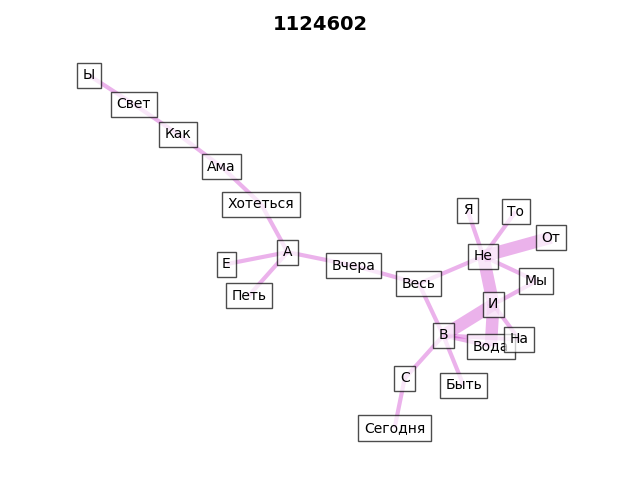 1124602
Ы
Свет
Как
Ама
Хотеться
Я
То
От
А
Не
Е
Вчера
Мы
Весь
Петь
И
В
На
Вода
С
Быть
Сегодня